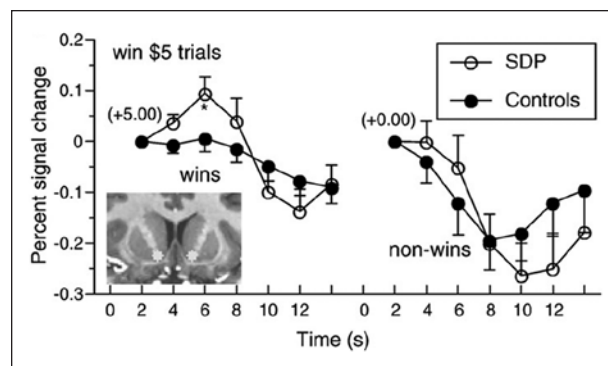 0.2
win $5 trials
SDP
Controls
0.1
(+5.00)
*
(+0.00)
0
Percent signal change
wins
-0.1
-0.2
non-wins
-0.3
0 2 4 6 8 10 12 0 2 4 6 8 10 12
Time (s)